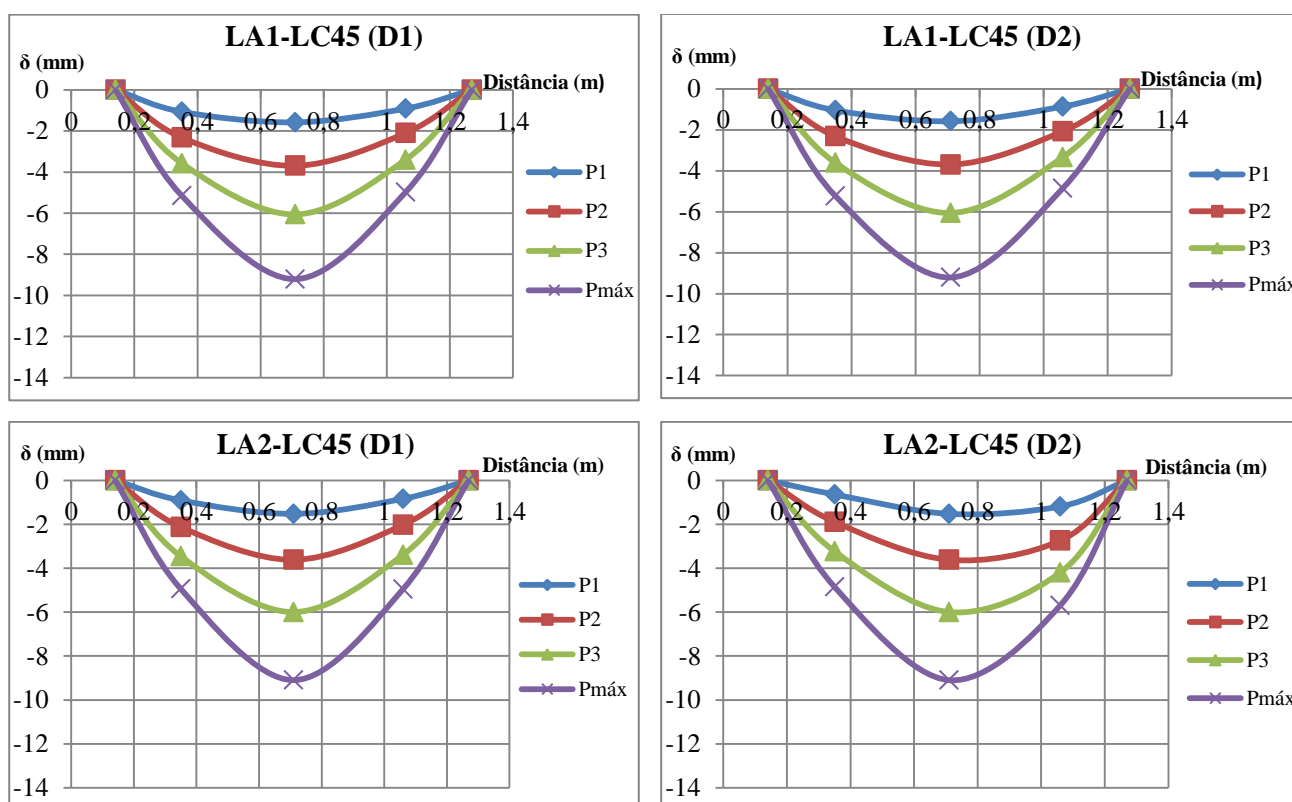 LA1-LC45 (D1)
δ (mm)
Distância (m)
0
-2
-4
-6
-8
-10
-12
-14
0 0,2 0,4 0,6 0,8 1 1,2 1,4
P1
P2
P3
Pmáx
LA1-LC45 (D2)
δ (mm)
Distância (m)
0
-2
-4
-6
-8
-10
-12
-14
0 0,2 0,4 0,6 0,8 1 1,2 1,4
P1
P2
P3
Pmáx
LA2-LC45 (D1)
δ (mm)
Distância (m)
0
-2
-4
-6
-8
-10
-12
-14
0 0,2 0,4 0,6 0,8 1 1,2 1,4
P1
P2
P3
Pmáx
LA2-LC45 (D2)
δ (mm)
Distância (m)
0
-2
-4
-6
-8
-10
-12
-14
0 0,2 0,4 0,6 0,8 1 1,2 1,4
P1
P2
P3
Pmáx